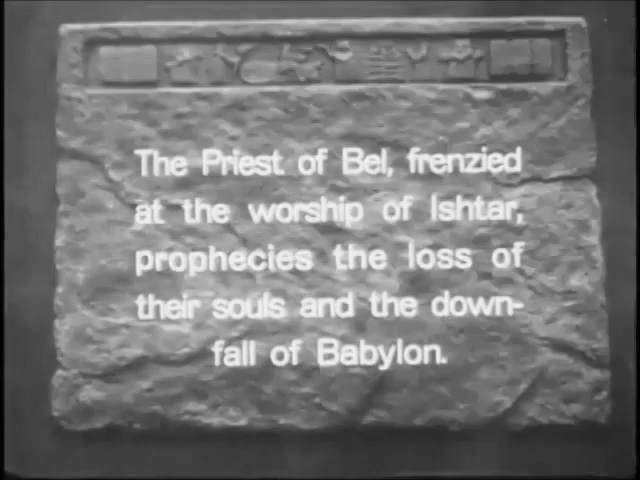 The Priest of Bel, frenzied
at the worship of Ishtar,
prophecies the loss of
their souls and the down-
fall of Babylon.